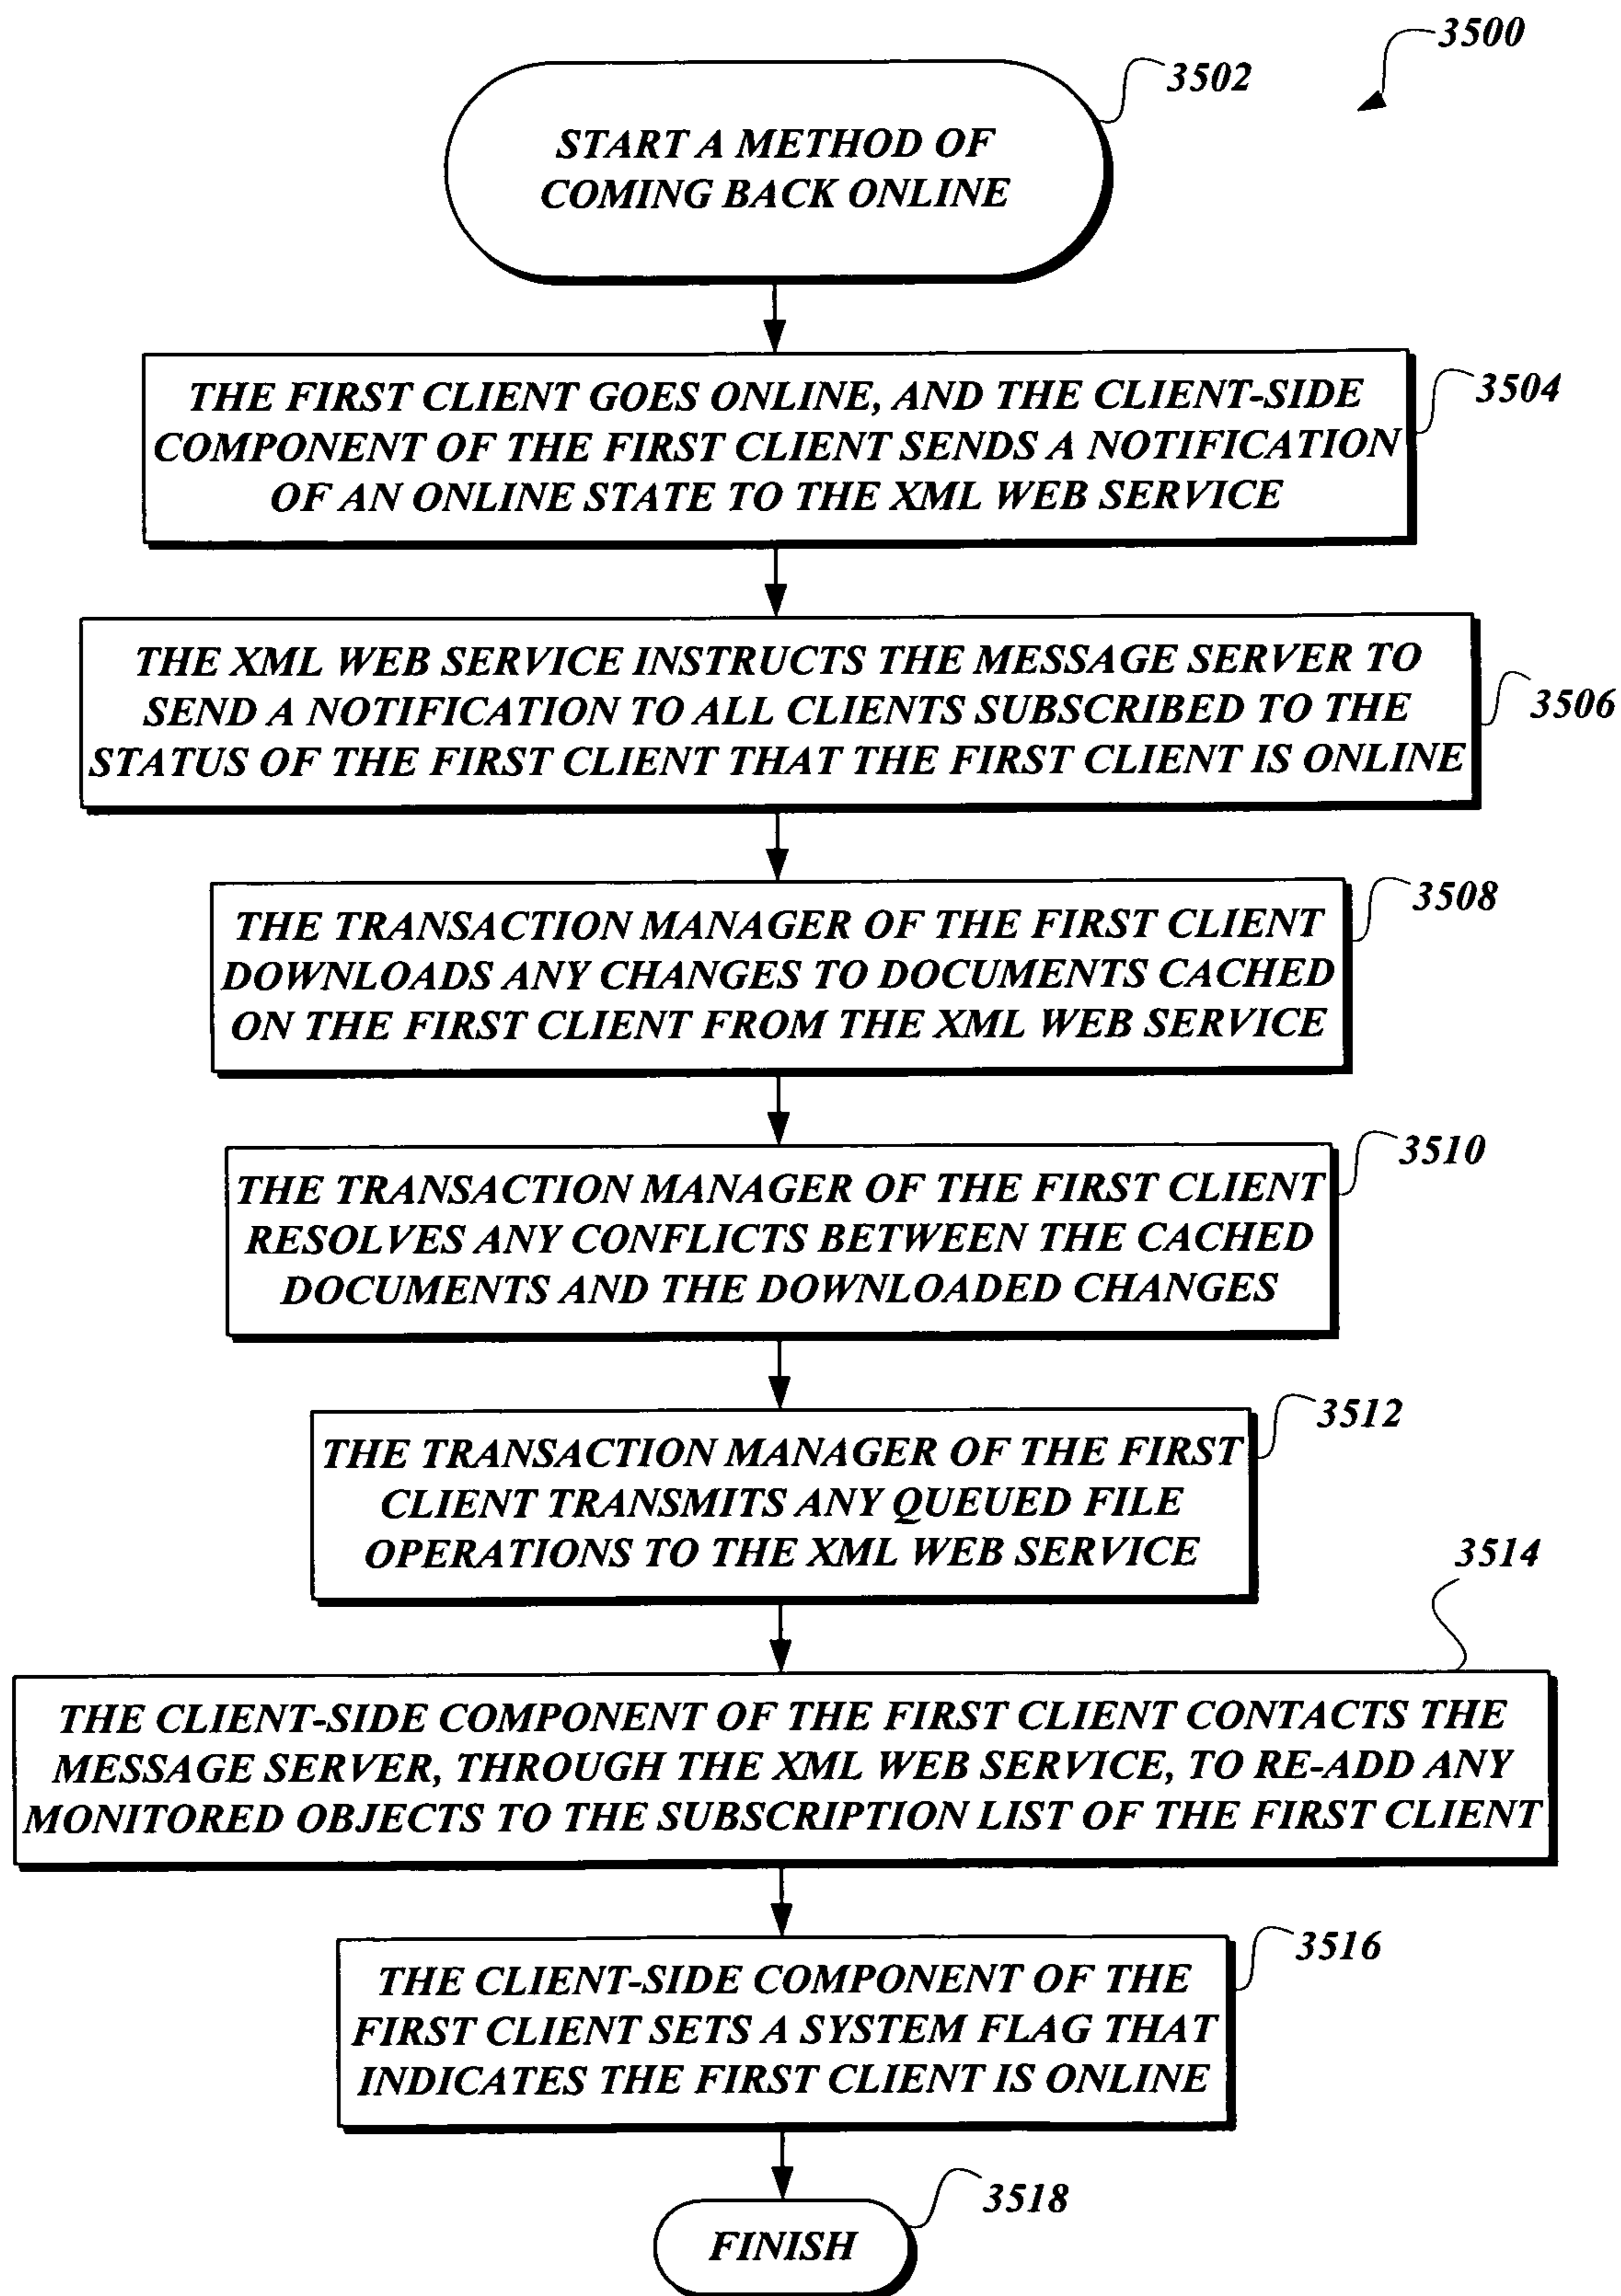 3500
3502
START A METHOD OF
COMING BACK ONLINE
THE FIRST CLIENT GOES ONLINE, AND THE CLIENT-SIDE
COMPONENT OF THE FIRST CLIENT SENDS A NOTIFICATION
OF AN ONLINE STATE TO THE XML WEB SERVICE
3504
THE XML WEB SERVICE INSTRUCTS THE MESSAGE SERVER TO
SEND A NOTIFICATION TO ALL CLIENTS SUBSCRIBED TO THE
STATUS OF THE FIRST CLIENT THAT THE FIRST CLIENT IS ONLINE
3506
THE TRANSACTION MANAGER OF THE FIRST CLIENT
DOWNLOADS ANY CHANGES TO DOCUMENTS CACHED
ON THE FIRST CLIENT FROM THE XML WEB SERVICE
3508
THE TRANSACTION MANAGER OF THE FIRST CLIENT
RESOLVES ANY CONFLICTS BETWEEN THE CACHED
DOCUMENTS AND THE DOWNLOADED CHANGES
3510
THE TRANSACTION MANAGER OF THE FIRST
CLIENT TRANSMITS ANY QUEUED FILE
OPERATIONS TO THE XML WEB SERVICE
3512
3514
THE CLIENT-SIDE COMPONENT OF THE FIRST CLIENT CONTACTS THE
MESSAGE SERVER, THROUGH THE XML WEB SERVICE, TO RE-ADD ANY
MONITORED OBJECTS TO THE SUBSCRIPTION LIST OF THE FIRST CLIENT
THE CLIENT-SIDE COMPONENT OF THE
FIRST CLIENT SETS A SYSTEM FLAG THAT
INDICATES THE FIRST CLIENT IS ONLINE
3516
FINISH
3518